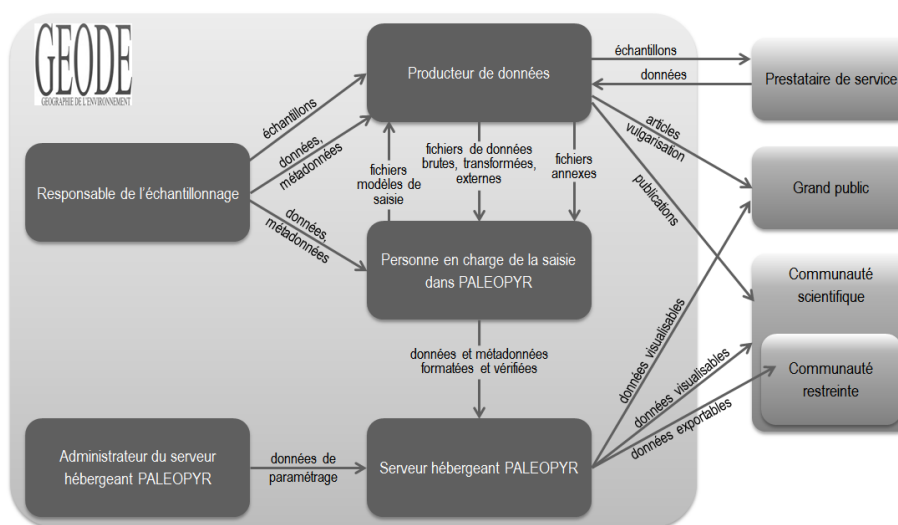 GEODE
GEOGRAPHIE DE L'ENVIRONNEMENT
Producteur de données
échantillons
données
Prestataire de service
échantillons
données,
métadonnées
fichiers
modèles de
saisie
fichiers de données
brutes, transformées,
externes
fichiers
annexes
articles
vulgarisation
publications
Responsable de l'échantillonnage
Grand public
données,
métadonnées
Personne en charge de la saisie
dans PALEOPYR
Communauté
scientifique
données et métadonnées
formatées et vérifiées
données visualisables
données visualisables
données exportables
Communauté
restreinte
Administrateur du serveur
hébergeant PALEOPYR
données de
paramétrage
Serveur hébergeant PALEOPYR